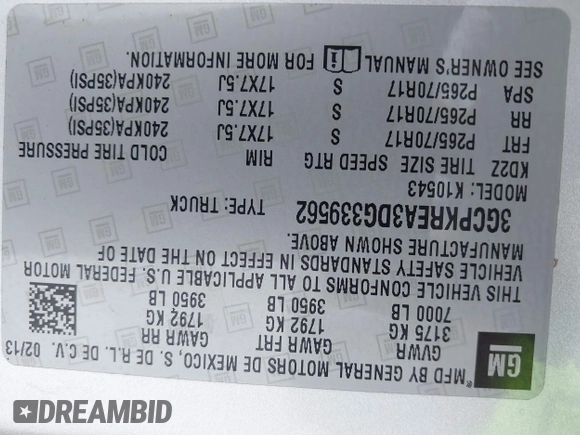 GM
MFD BY GENERAL MOTORS DE MEXICO, S. DE R.L. DE C.V. 02/13
GVWR GAWR FRT GAWR RR
3175 KG 1792 KG 1792 KG
7000 LB 3950 LB 3950 LB
THIS VEHICLE CONFORMS TO ALL APPLICABLE U.S. FEDERAL MOTOR
VEHICLE SAFETY STANDARDS IN EFFECT ON THE DATE OF
MANUFACTURE SHOWN ABOVE.
3GCPKREA3DG339562 TYPE: TRUCK
MODEL: K10543
KDZZ TIRE SIZE SPEED RTG RIM COLD TIRE PRESSURE
FRT P265/70R17 S 17X7.5J 240KPA(35PSI)
RR P265/70R17 S 17X7.5J 240KPA(35PSI)
SPA P265/70R17 S 17X7.5J 240KPA(35PSI)
SEE OWNER'S MANUAL FOR MORE INFORMATION.
DREAMBID